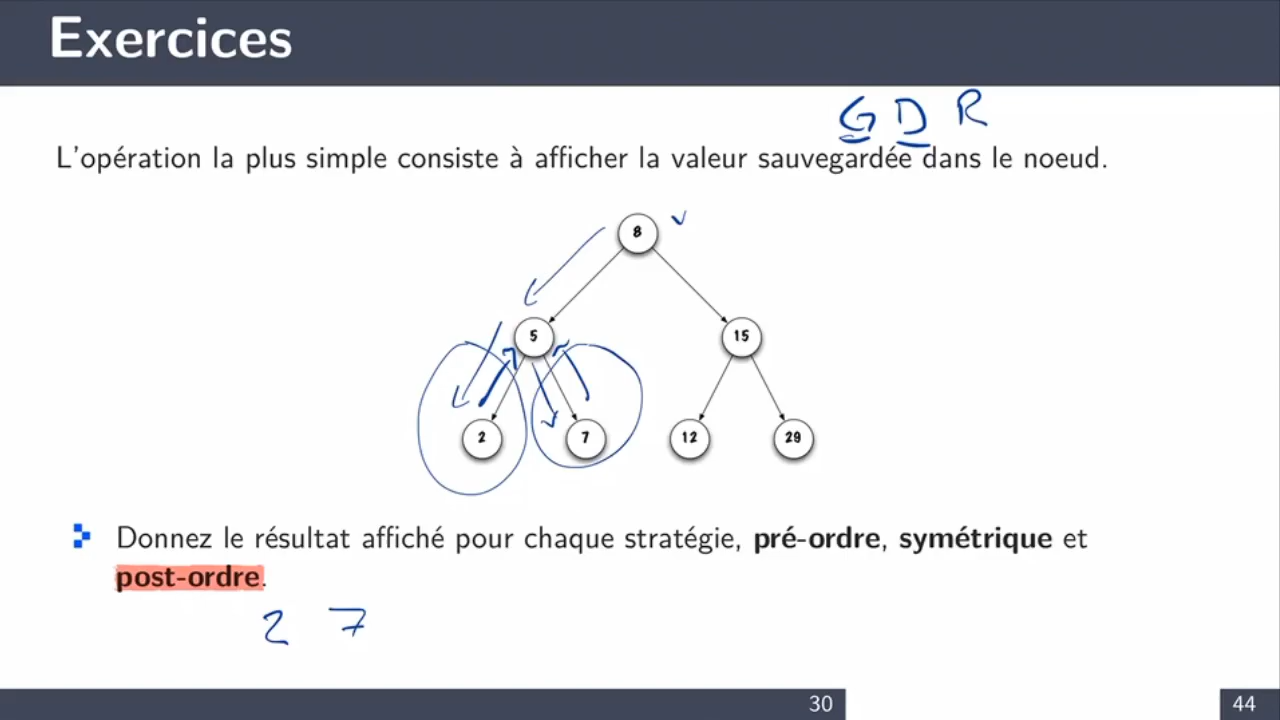 Exercices
G D R
L'opération la plus simple consiste à afficher la valeur sauvegardée dans le noeud.
8
5 15
2 7 12 29
Donnez le résultat affiché pour chaque stratégie, pré-ordre, symétrique et
post-ordre.
2 7
30 44